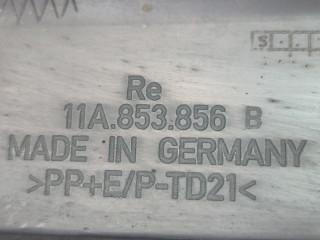 S
Re
11A.853.856 B
MADE IN GERMANY
>PP+E/P-TD21<